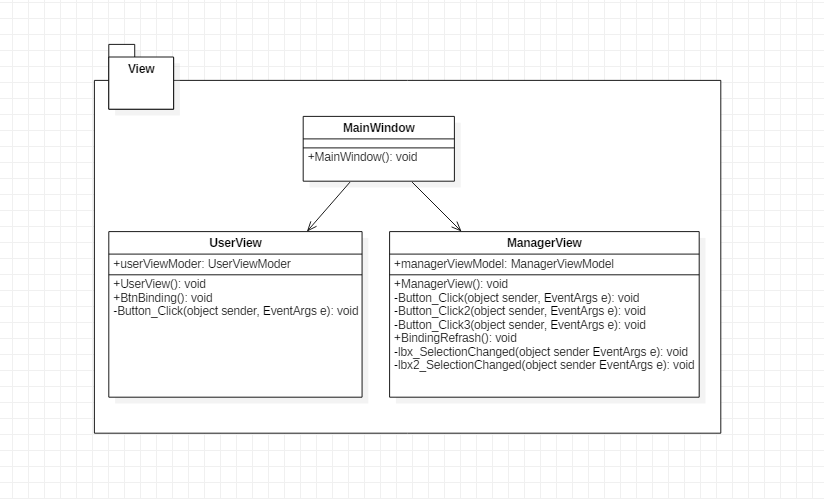 View
MainWindow
+MainWindow(): void
UserView
+userViewModer: UserViewModer
+UserView(): void
+BtnBinding(): void
-Button_Click(object sender, EventArgs e): void
ManagerView
+managerViewModel: ManagerViewModel
+ManagerView(): void
-Button_Click(object sender, EventArgs e): void
-Button_Click2(object sender, EventArgs e): void
-Button_Click3(object sender, EventArgs e): void
+BindingRefrash(): void
-lbx_SelectionChanged(object sender EventArgs e): void
-lbx2_SelectionChanged(object sender EventArgs e): void